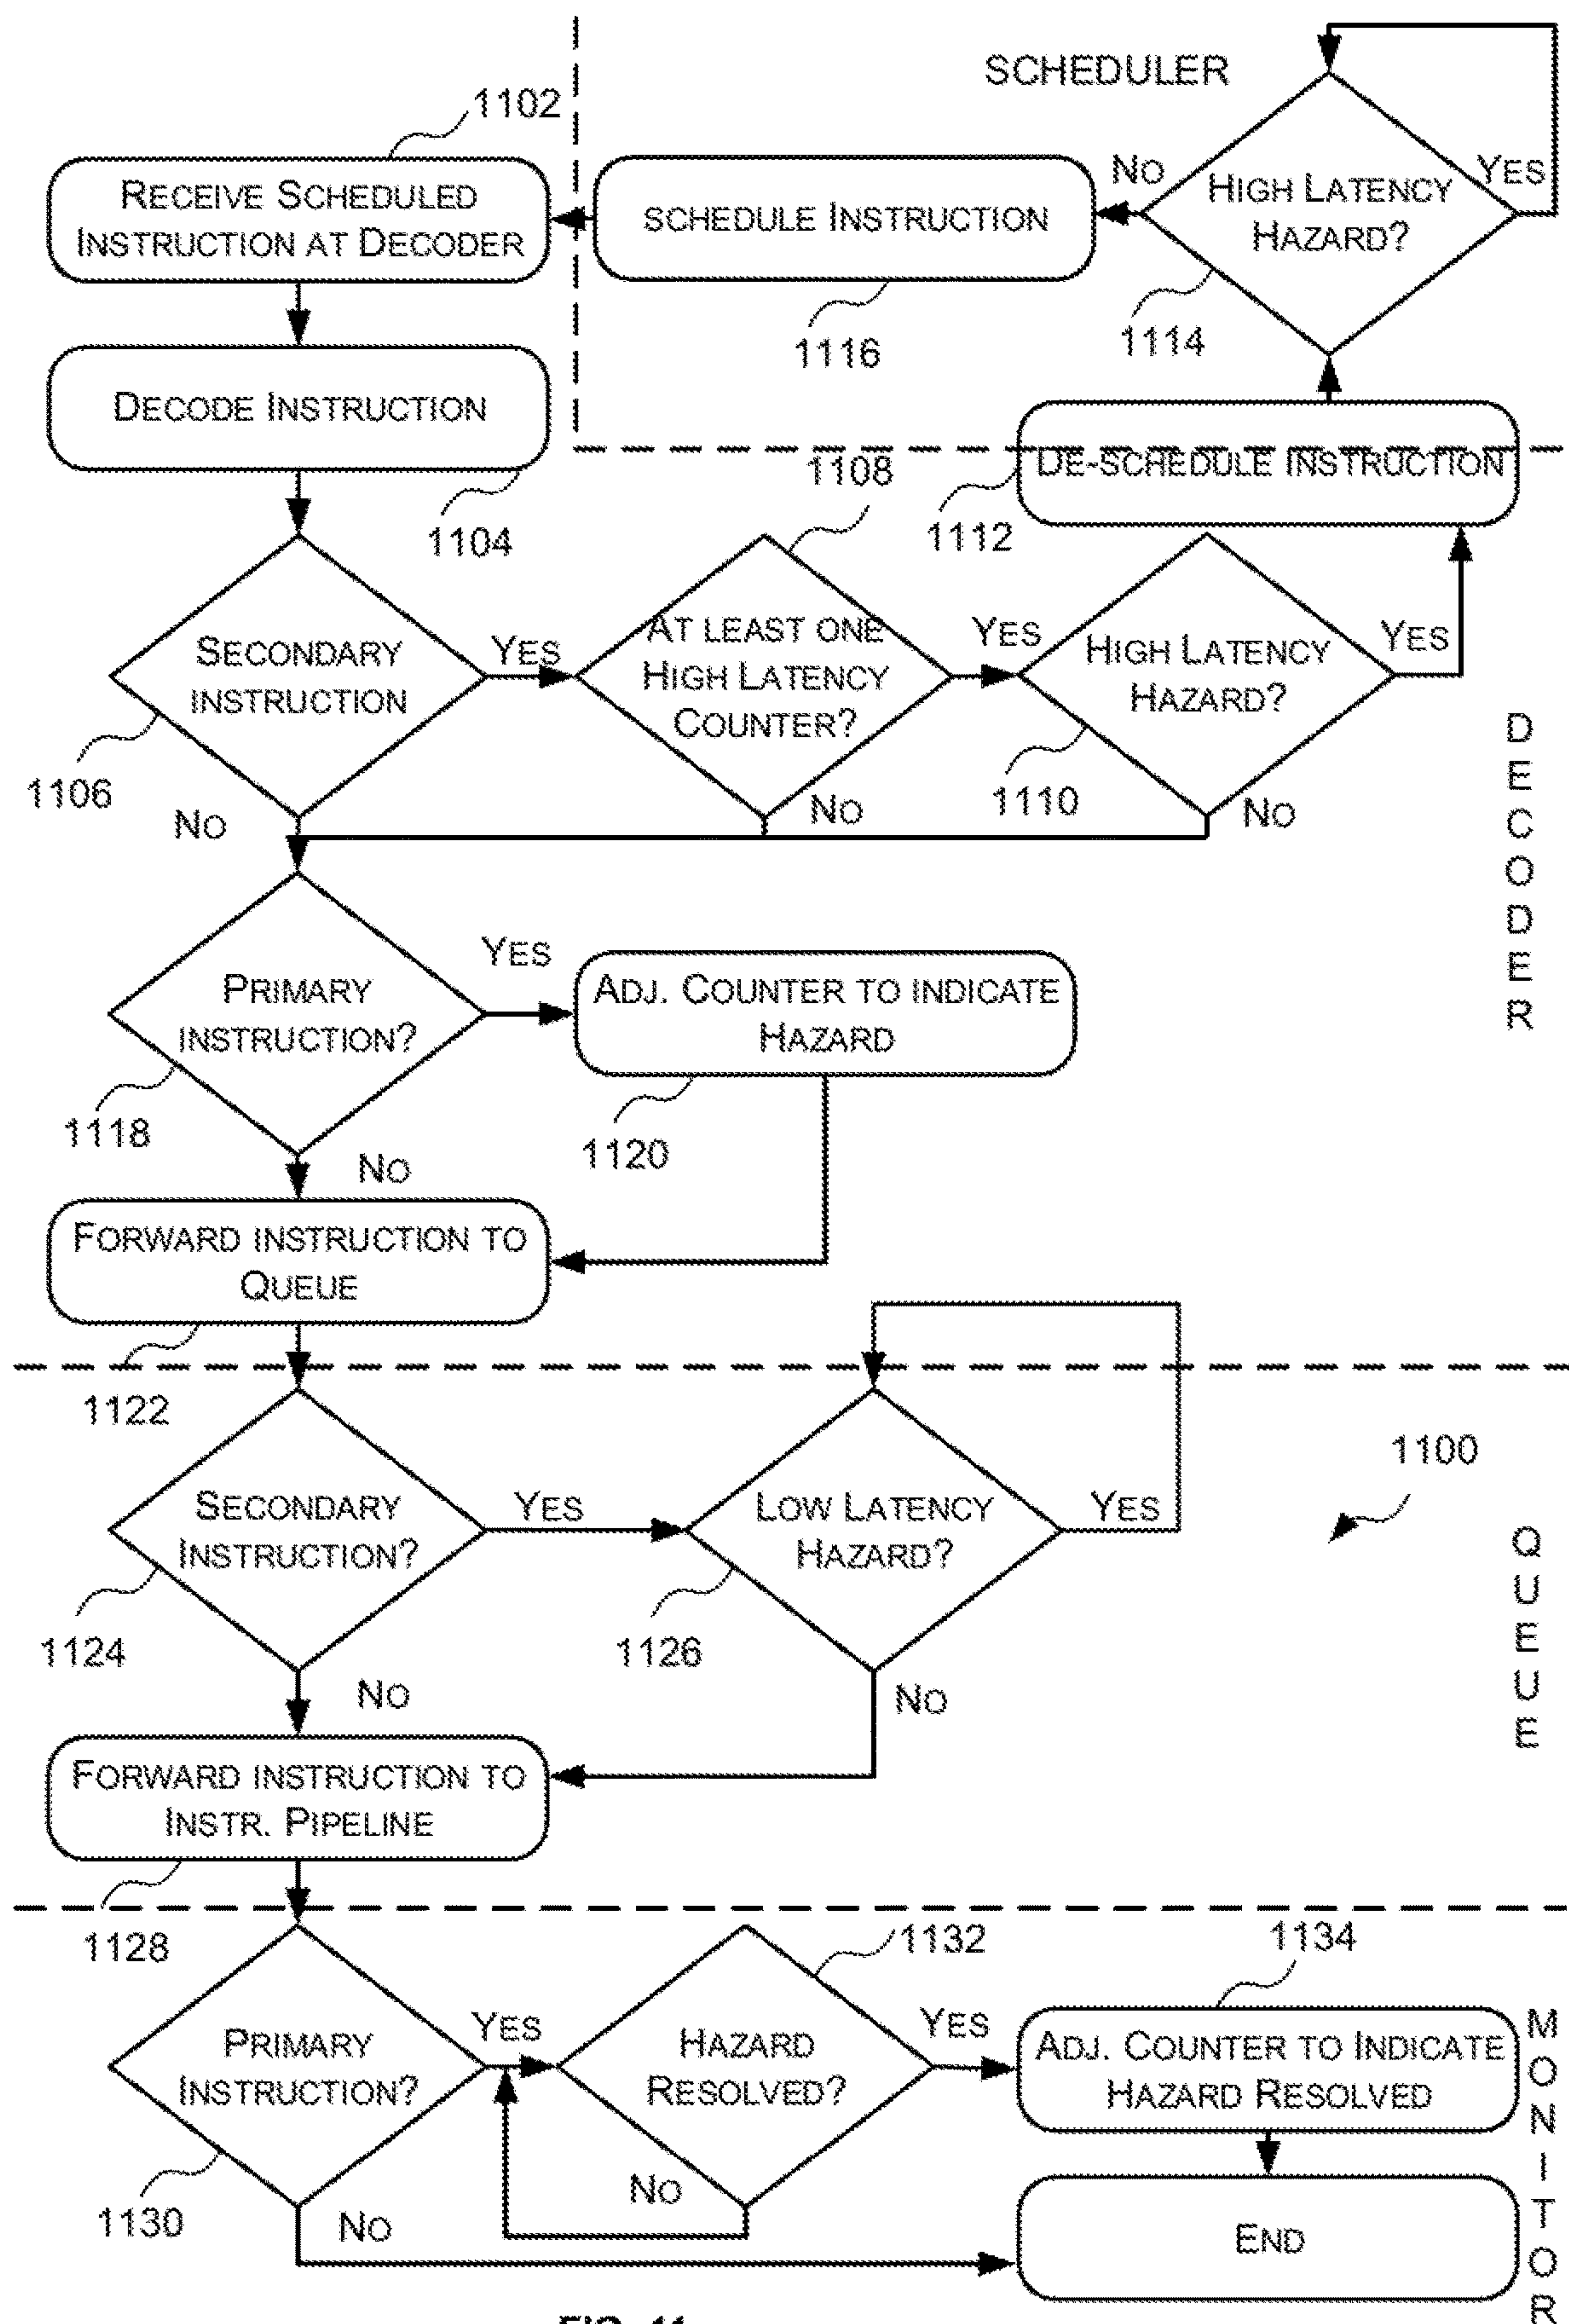 SCHEDULER
1102
RECEIVE SCHEDULED
INSTRUCTION AT DECODER
SCHEDULE INSTRUCTION
NO
HIGH LATENCY
HAZARD?
YES
1116
1114
DECODE INSTRUCTION
1104
1108
DE-SCHEDULE INSTRUCTION
1112
SECONDARY
INSTRUCTION
YES
AT LEAST ONE
HIGH LATENCY
COUNTER?
YES
HIGH LATENCY
HAZARD?
YES
1106
NO
NO
1110
NO
DECODER
PRIMARY
INSTRUCTION?
YES
ADJ. COUNTER TO INDICATE
HAZARD
1118
1120
NO
FORWARD INSTRUCTION TO
QUEUE
1122
1100
SECONDARY
INSTRUCTION?
YES
LOW LATENCY
HAZARD?
YES
QUEUE
1124
1126
NO
NO
FORWARD INSTRUCTION TO
INSTR. PIPELINE
1128
1132
1134
PRIMARY
INSTRUCTION?
YES
HAZARD
RESOLVED?
YES
ADJ. COUNTER TO INDICATE
HAZARD RESOLVED
MONITOR
1130
NO
NO
END
FIG. 11